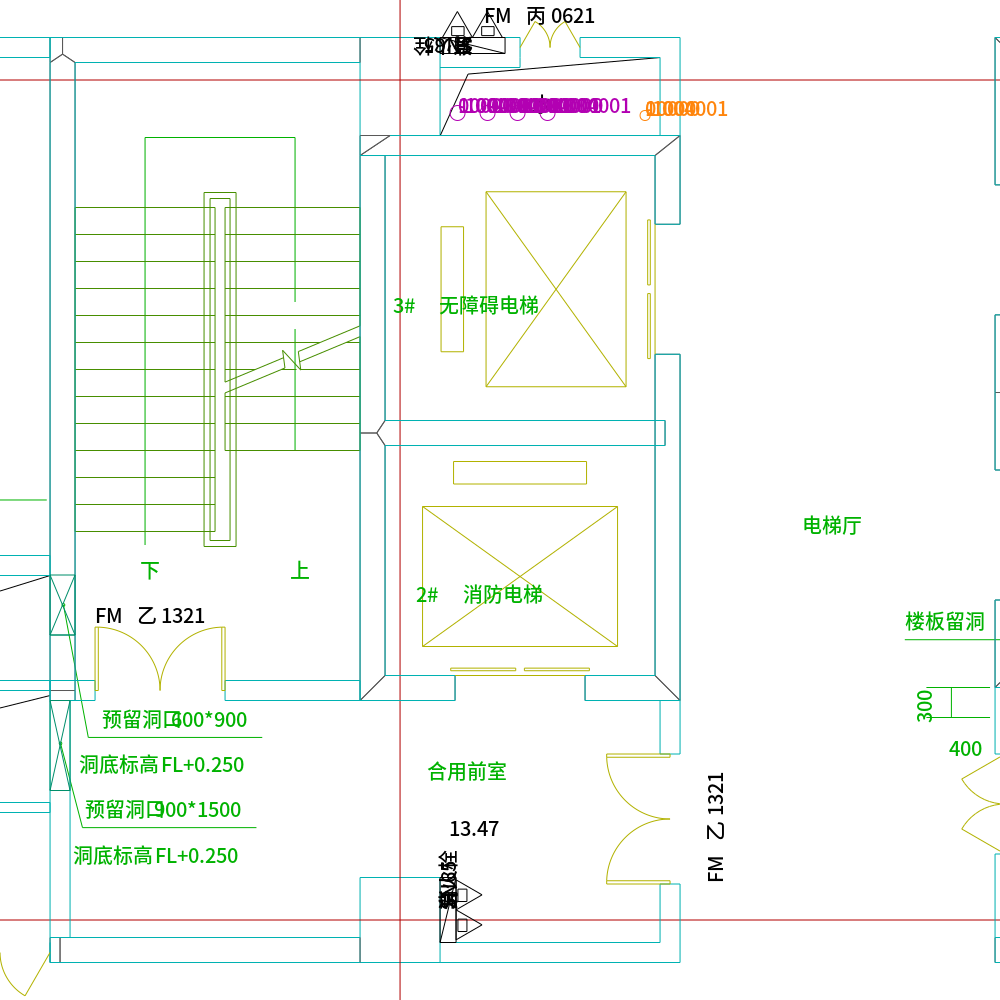 FM 丙 0621
3# 无障碍电梯
电梯厅
下
上
2# 消防电梯
FM 乙 1321
楼板留洞
300
400
预留洞口600*900
洞底标高FL+0.250
合用前室
预留洞口900*1500
13.47
FM 乙 1321
洞底标高FL+0.250